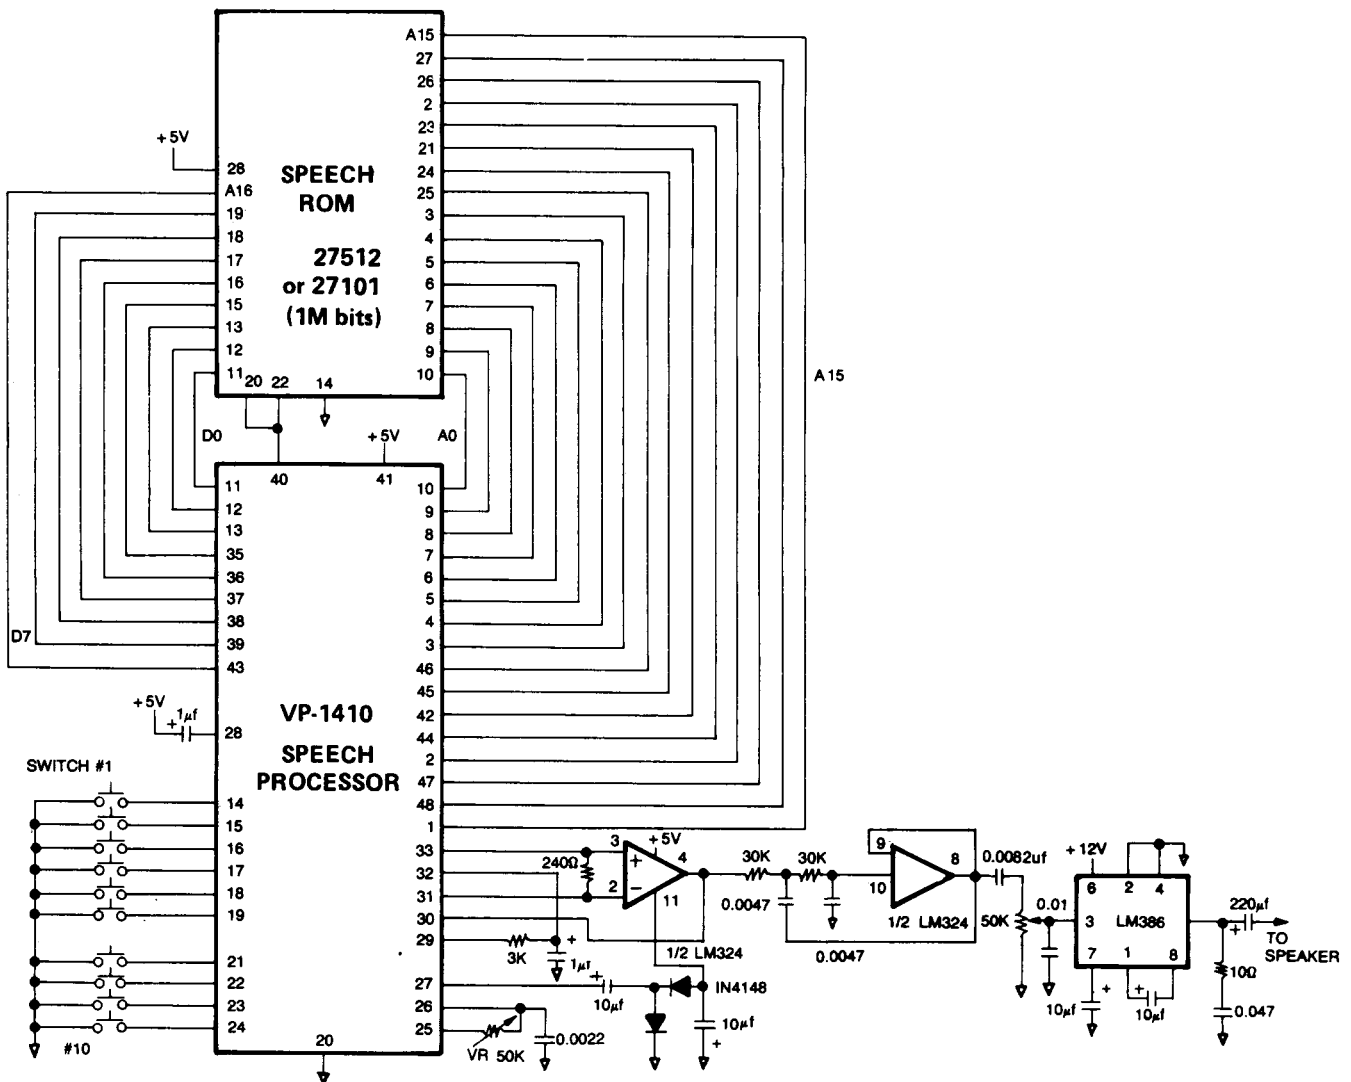 A15
27
26
2
23
21
24
25
3
4
5
6
7
8
9
10
+5V
28
A16
19
18
17
16
15
13
12
11
20
22
14
SPEECH
ROM
27512
or 27101
(1M bits)
A15
D0
+5V
A0
40
41
11
12
13
35
36
37
38
39
43
D7
10
9
8
7
6
5
4
3
46
45
42
44
2
47
48
1
VP-1410
SPEECH
PROCESSOR
+5V
+
1µf
28
SWITCH #1
14
15
16
17
18
19
21
22
23
24
#10
20
33
32
31
30
29
27
26
25
240Ω
3
+
2
−
+5V
4
11
1/2 LM324
3K
+
1µf
+
10µf
IN4148
10µf
+
VR 50K
0.0022
30K
30K
0.0047
0.0047
9
10
8
1/2 LM324
0.0082uf
50K
0.01
+12V
6
2
4
3
LM386
7
1
8
+
10µf
+
10µf
220µf
+
TO
SPEAKER
10Ω
0.047